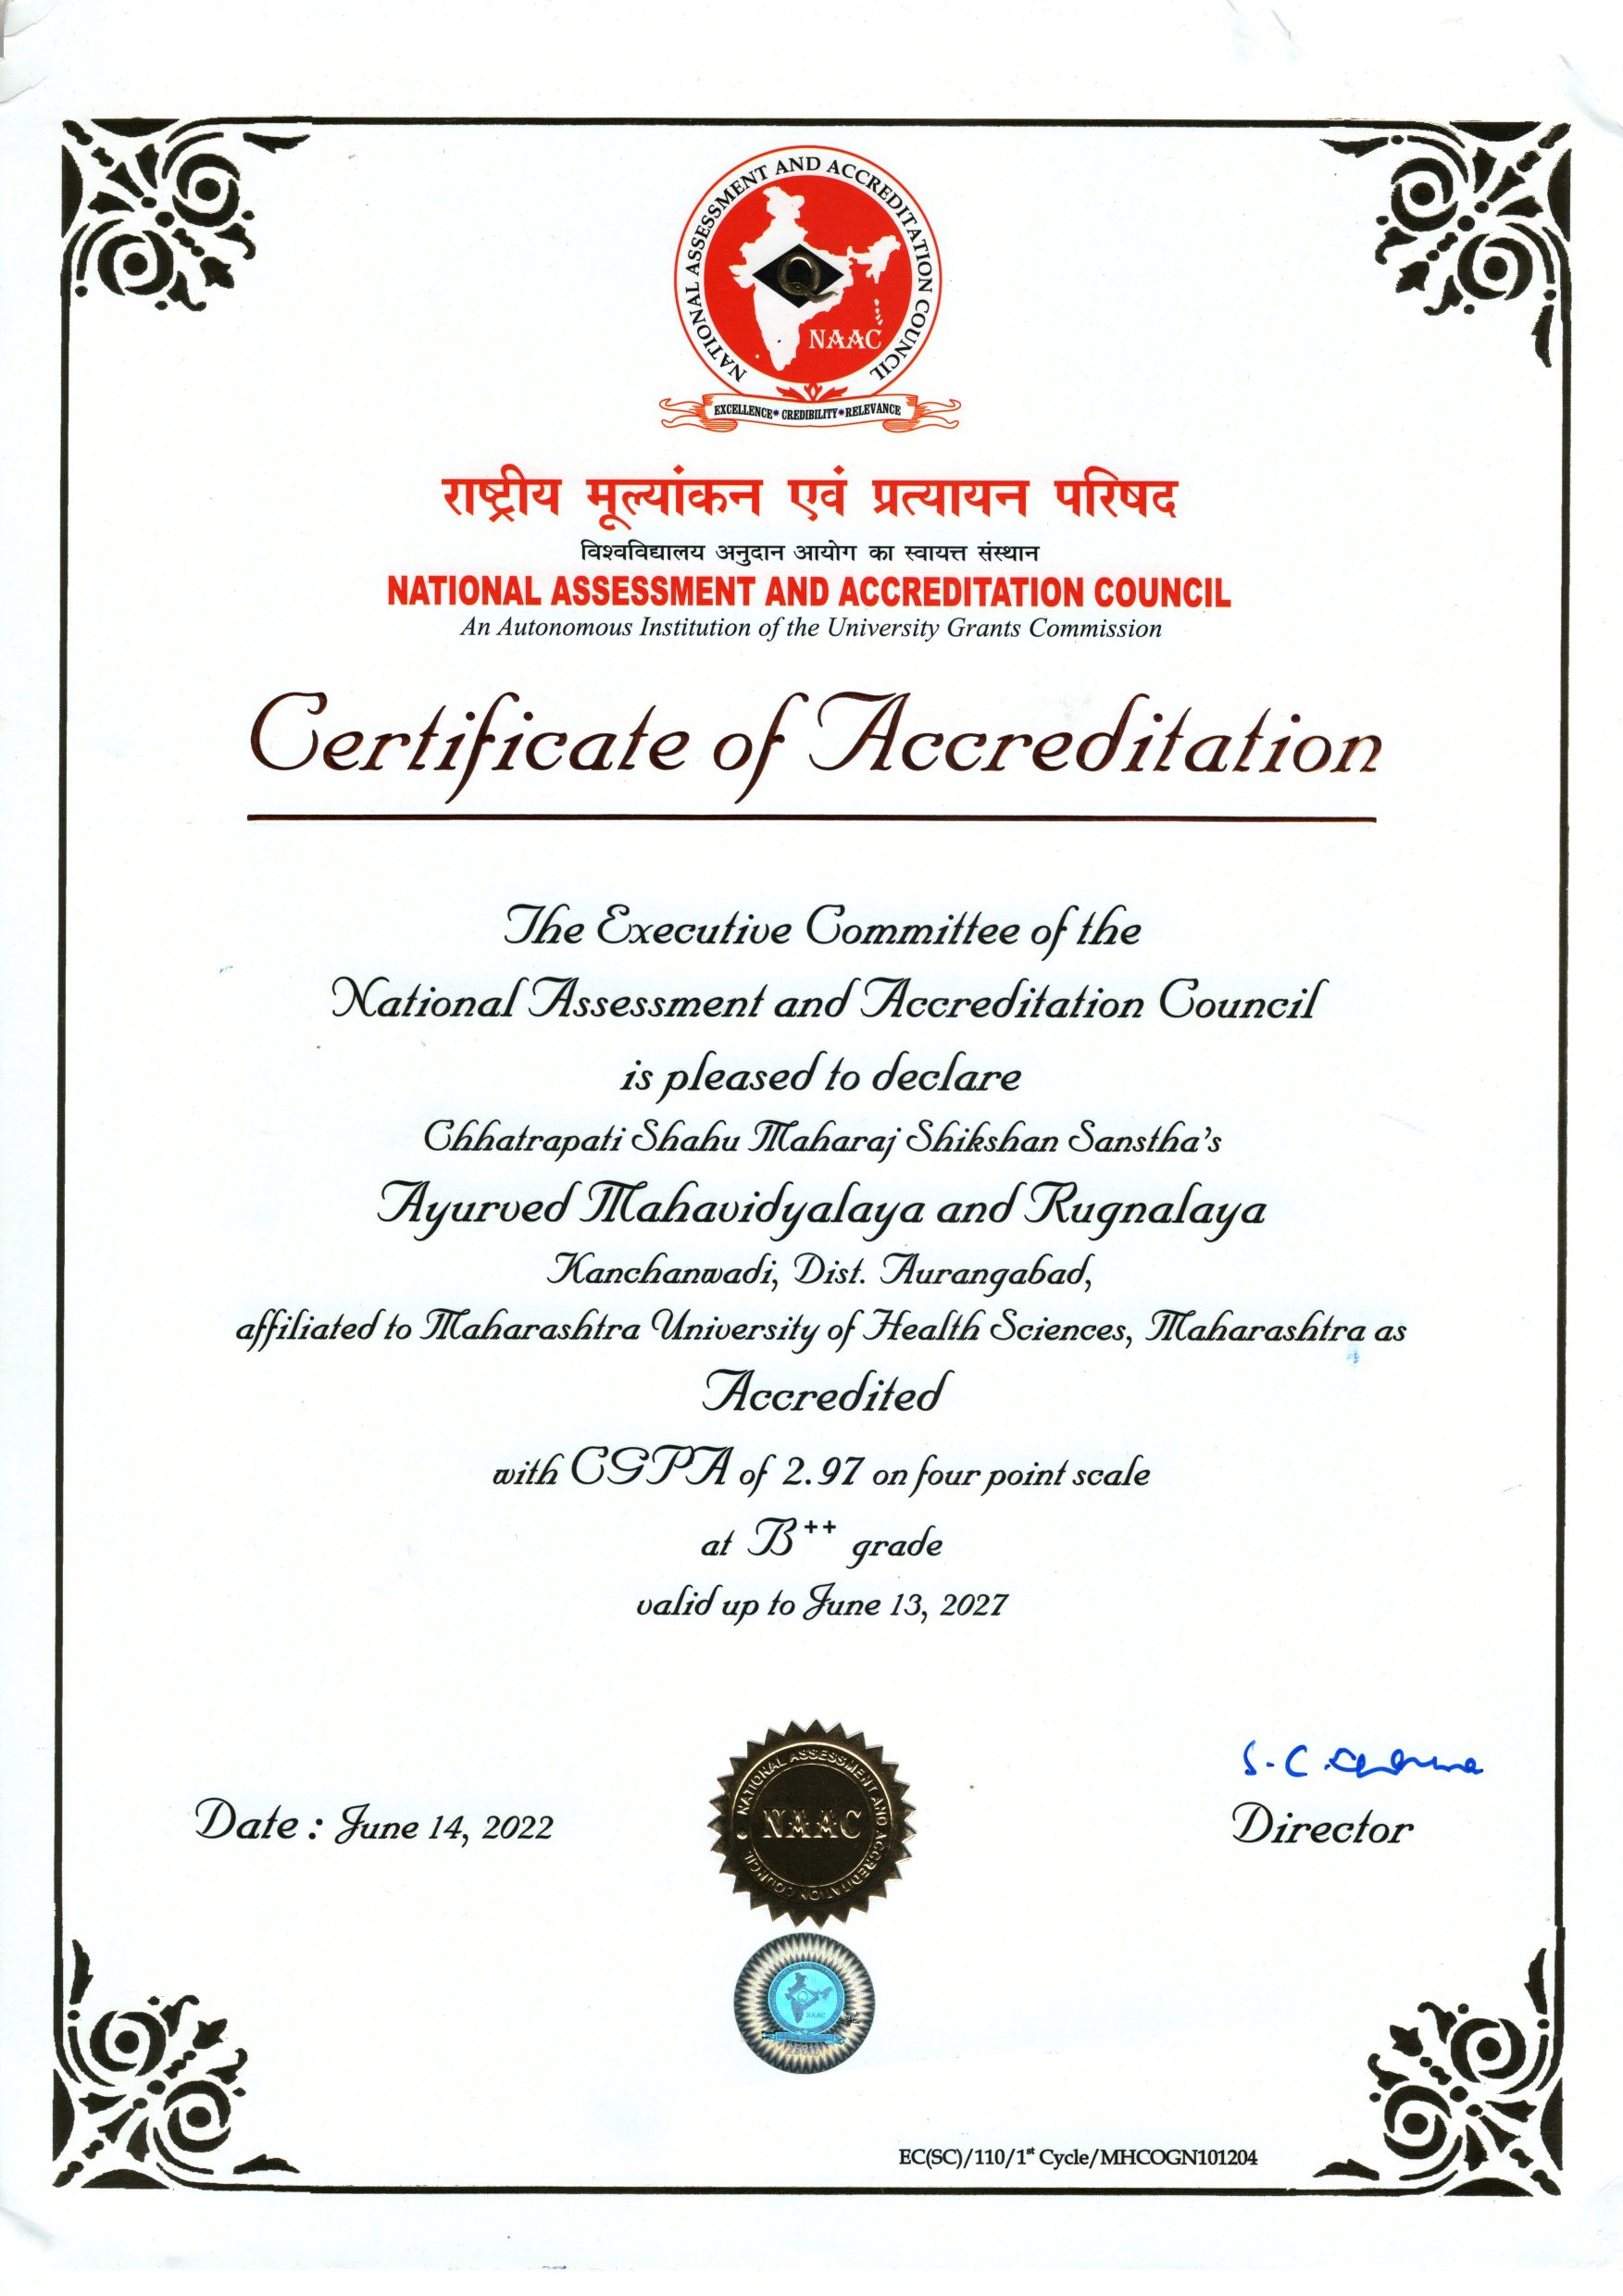 NATIONAL ASSESSMENT AND ACCREDITATION COUNCIL
Q
NAAC
EXCELLENCE * CREDIBILITY * RELEVANCE
राष्ट्रीय मूल्यांकन एवं प्रत्यायन परिषद
विश्वविद्यालय अनुदान आयोग का स्वायत्त संस्थान
NATIONAL ASSESSMENT AND ACCREDITATION COUNCIL
An Autonomous Institution of the University Grants Commission
Certificate of Accreditation
The Executive Committee of the
National Assessment and Accreditation Council
is pleased to declare
Chhatrapati Shahu Maharaj Shikshan Sanstha's
Ayurved Mahavidyalaya and Rugnalaya
Kanchanwadi, Dist. Aurangabad,
affiliated to Maharashtra University of Health Sciences, Maharashtra as
Accredited
with CGPA of 2.97 on four point scale
at B++ grade
valid up to June 13, 2027
NATIONAL ASSESSMENT AND ACCREDITATION COUNCIL
NAAC
S. C.
Date : June 14, 2022
Director
NAAC
EC(SC)/110/1st Cycle/MHCOGN101204